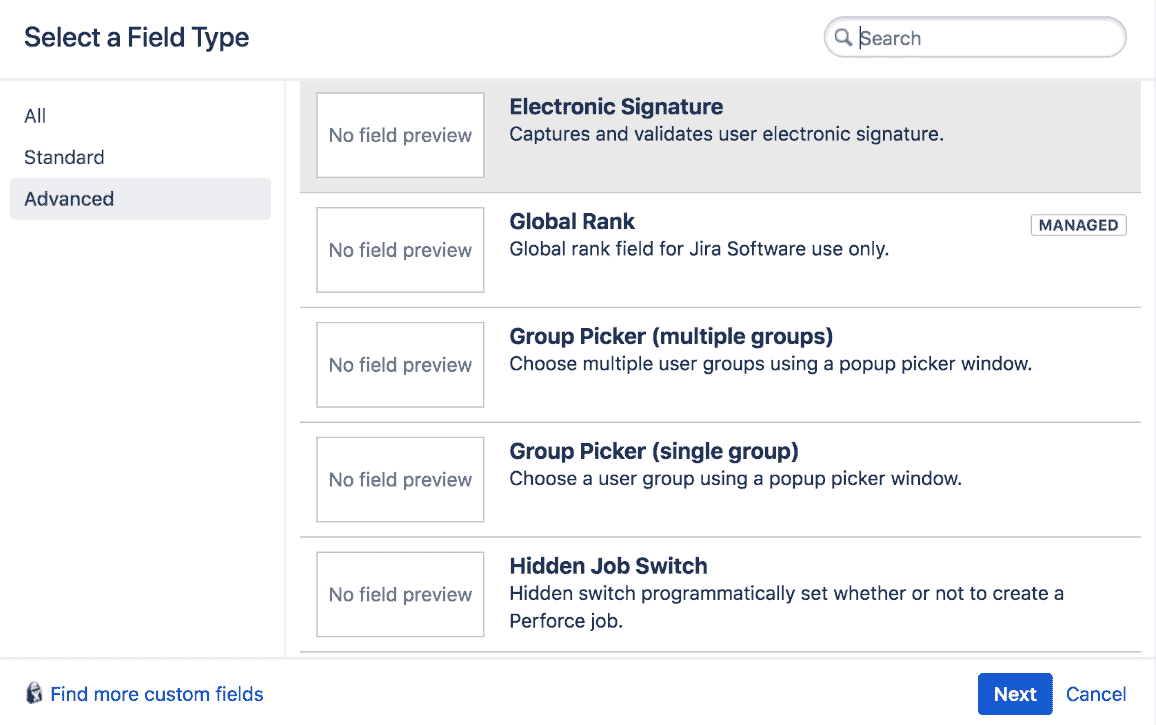 Select a Field Type
Search
All
Standard
Advanced
No field preview
Electronic Signature
Captures and validates user electronic signature.
No field preview
Global Rank
MANAGED
Global rank field for Jira Software use only.
No field preview
Group Picker (multiple groups)
Choose multiple user groups using a popup picker window.
No field preview
Group Picker (single group)
Choose a user group using a popup picker window.
No field preview
Hidden Job Switch
Hidden switch programmatically set whether or not to create a
Perforce job.
Find more custom fields
Next
Cancel